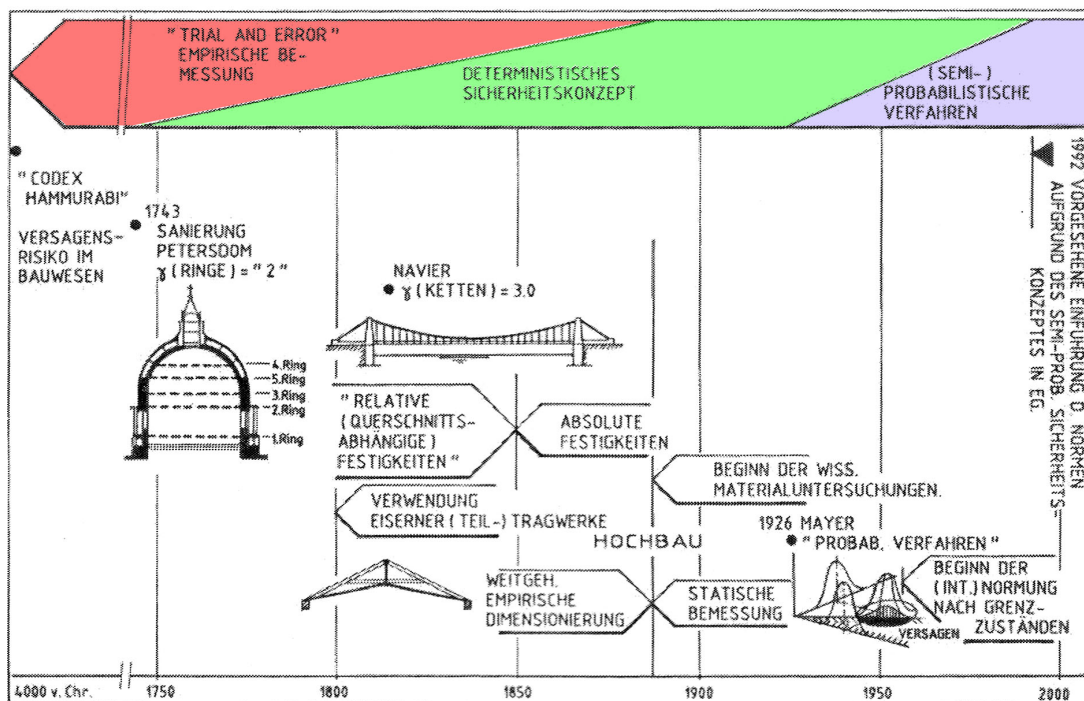 "TRIAL AND ERROR"
EMPIRISCHE BE-
MESSUNG
DETERMINISTISCHES
SICHERHEITSKONZEPT
(SEMI-)
PROBABILISTISCHE
VERFAHREN
"CODEX
HAMMURABI"
VERSAGENS-
RISIKO IM
BAUWESEN
1743
SANIERUNG
PETERSDOM
γ (RINGE) = "2"
4.Ring
5.Ring
3.Ring
2.Ring
1.Ring
NAVIER
γ (KETTEN) = 3.0
"RELATIVE
(QUERSCHNITTS-
ABHÄNGIGE)
FESTIGKEITEN"
ABSOLUTE
FESTIGKEITEN
VERWENDUNG
EISERNER (TEIL-) TRAGWERKE
BEGINN DER WISS.
MATERIALUNTERSUCHUNGEN.
HOCHBAU
WEITGEH.
EMPIRISCHE
DIMENSIONIERUNG
STATISCHE
BEMESSUNG
1926 MAYER
"PROBAB. VERFAHREN"
VERSAGEN
BEGINN DER
(INT.) NORMUNG
NACH GRENZ-
ZUSTÄNDEN
1992 VORGESEHENE EINFÜHRUNG D. NORMEN
AUFGRUND DES SEMI-PROB. SICHERHEITS-
KONZEPTES IN EG.
4000 v. Chr.
1750
1800
1850
1900
1950
2000